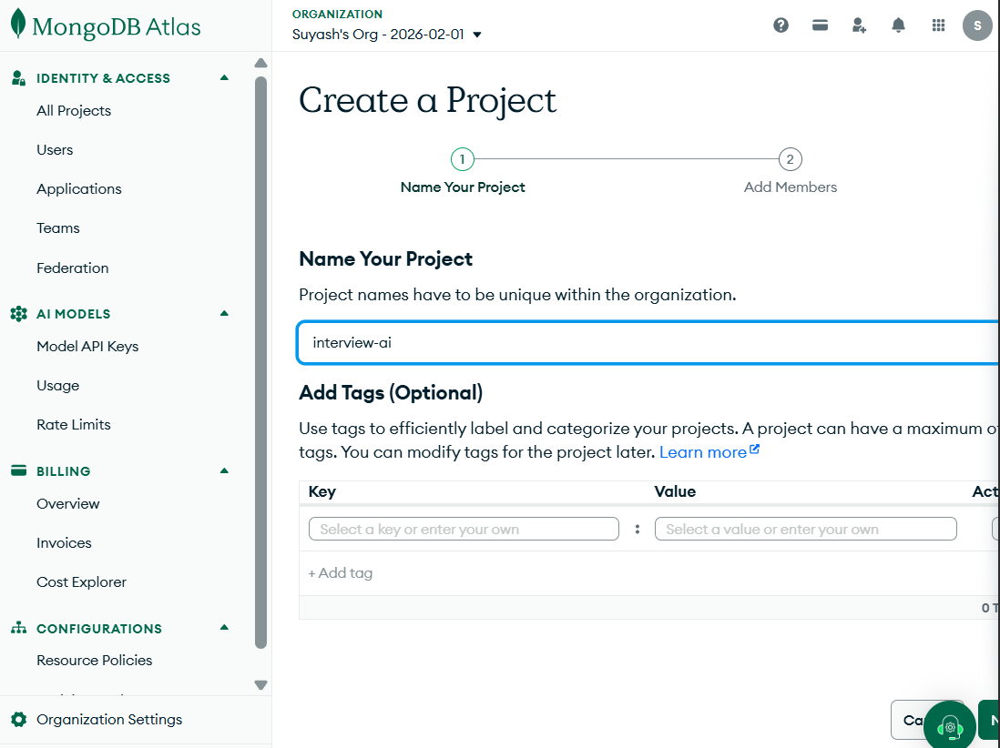 MongoDB Atlas
ORGANIZATION
Suyash's Org - 2026-02-01
S
IDENTITY & ACCESS
All Projects
Users
Applications
Teams
Federation
AI MODELS
Model API Keys
Usage
Rate Limits
BILLING
Overview
Invoices
Cost Explorer
CONFIGURATIONS
Resource Policies
Organization Settings
Create a Project
1
2
Name Your Project
Add Members
Name Your Project
Project names have to be unique within the organization.
interview-ai
Add Tags (Optional)
Use tags to efficiently label and categorize your projects. A project can have a maximum of
tags. You can modify tags for the project later. Learn more
Key Value Act
Select a key or enter your own : Select a value or enter your own
+ Add tag
0 T
Ca
N